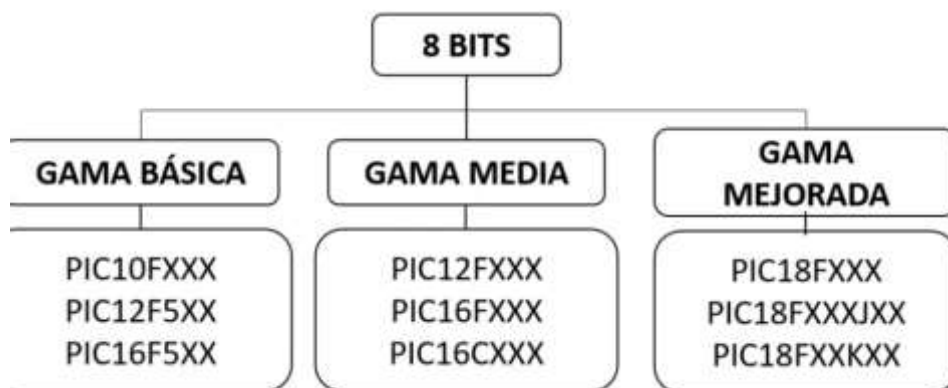 8 BITS
GAMA BÁSICA
PIC10FXXX
PIC12F5XX
PIC16F5XX
GAMA MEDIA
PIC12FXXX
PIC16FXXX
PIC16CXXX
GAMA
MEJORADA
PIC18FXXX
PIC18FXXXJXX
PIC18FXXKXX